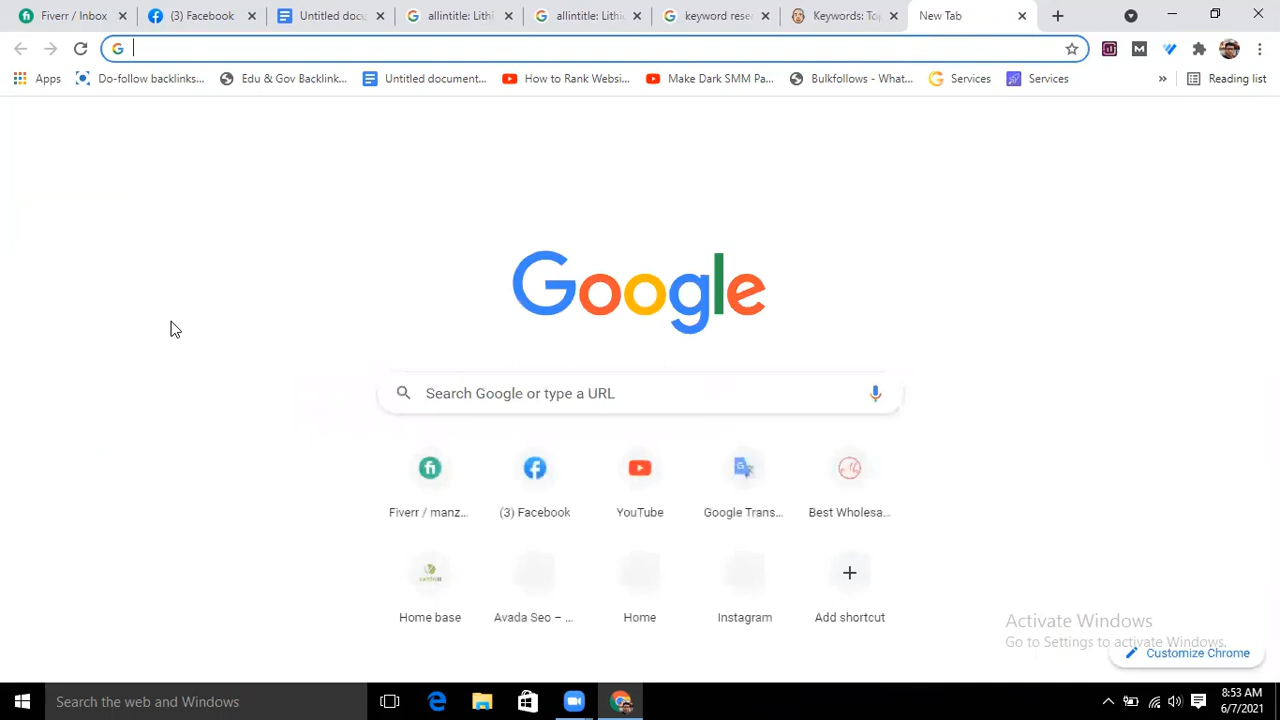 Fiverr / Inbox
(3) Facebook
Untitled docu
allintitle: Lithi
allintitle: Lithiu
keyword rese
Keywords: Top
New Tab
Apps
Do-follow backlinks...
Edu & Gov Backlink...
Untitled document...
How to Rank Websi...
Make Dark SMM Pa...
Bulkfollows - What...
Services
Services
»
Reading list
Google
Search Google or type a URL
Fiverr / manz...
(3) Facebook
YouTube
Google Trans...
Best Wholesa...
Home base
Avada Seo – ...
Home
Instagram
Add shortcut
Activate Windows
Go to Settings to activate Windows.
Customize Chrome
Search the web and Windows
8:53 AM
6/7/2021